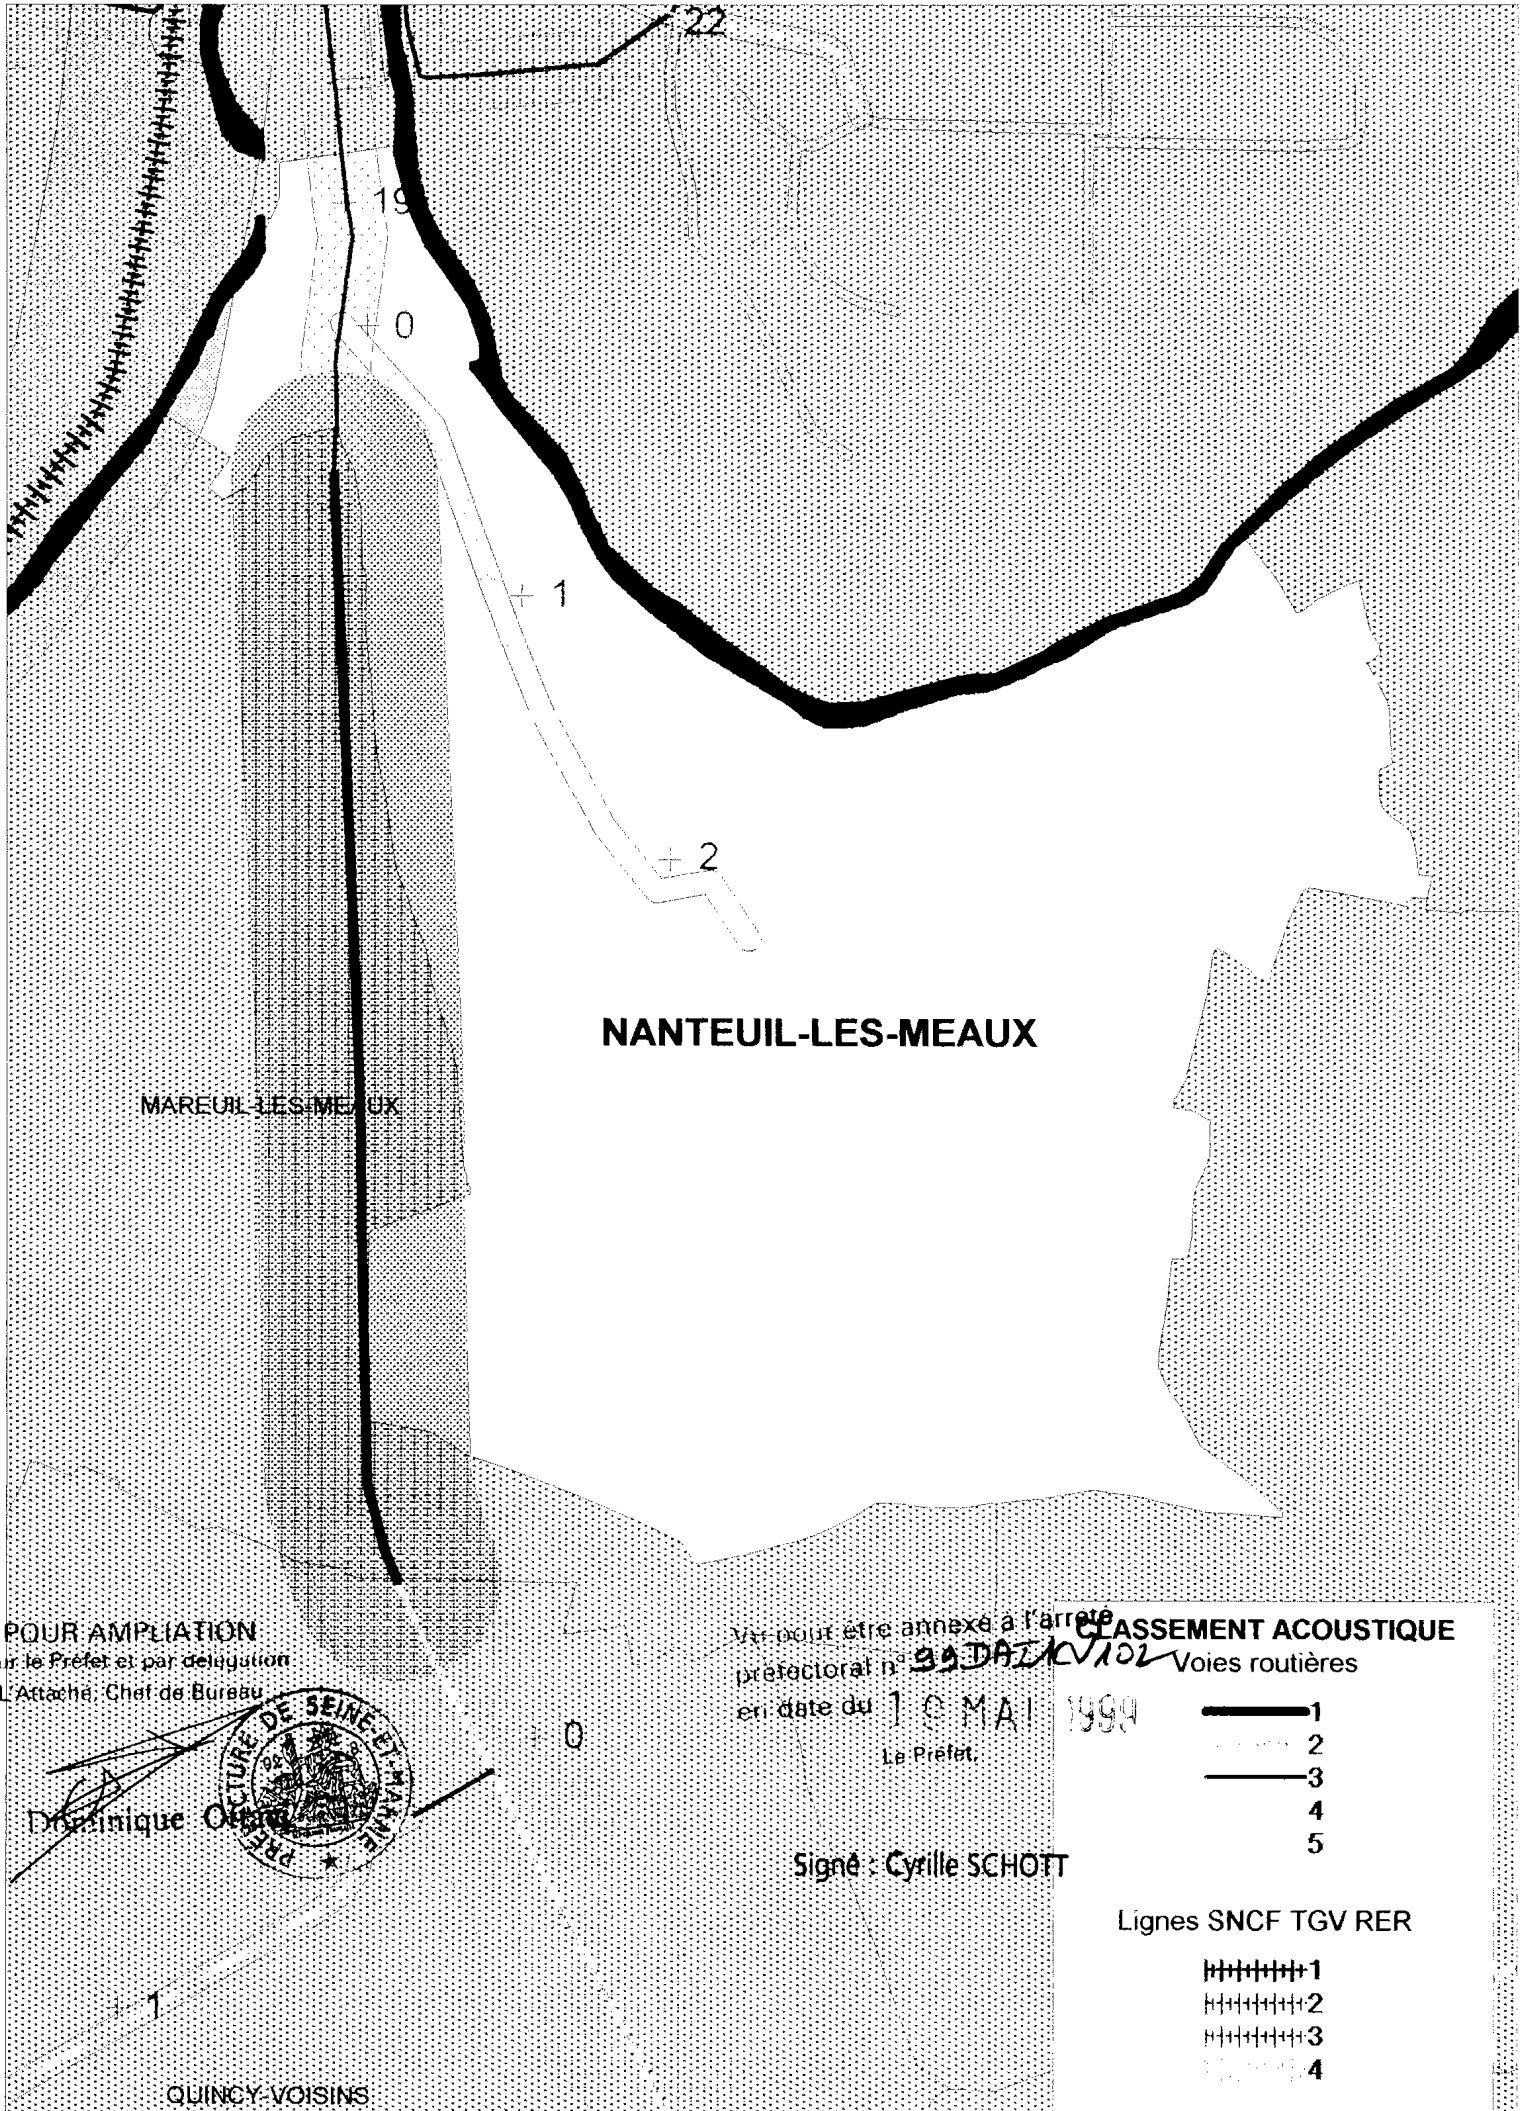 22
19
0
1
2
NANTEUIL-LES-MEAUX
MAREUIL-LES-MEAUX
POUR AMPLIATION
ur le Préfet et par délégation
L'Attaché, Chef de Bureau
PRÉFECTURE DE SEINE-ET-MARNE
Dominique
0
1
QUINCY-VOISINS
Vu pour être annexé à l'arrêté
préfectoral n° 99 DAI 1 CV 102
en date du 19 MAI 1999
Le Préfet,
Signé : Cyrille SCHOTT
CLASSEMENT ACOUSTIQUE
Voies routières
1
2
3
4
5
Lignes SNCF TGV RER
1
2
3
4